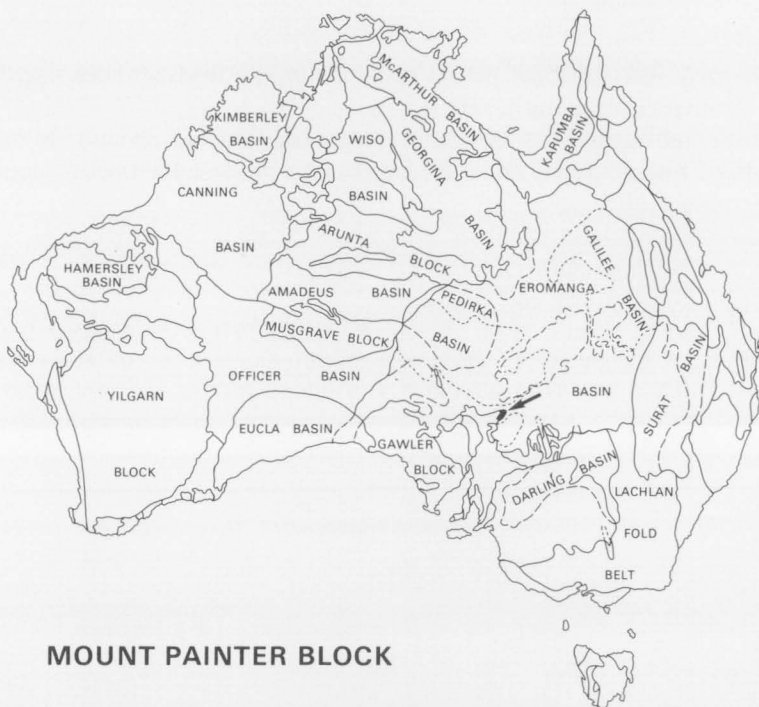 McARTHUR BASIN
KARUMBA BASIN
KIMBERLEY
BASIN
WISO
BASIN
GEORGINA
BASIN
CANNING
BASIN
ARUNTA
BLOCK
GALILEE
BASIN
HAMERSLEY
BASIN
EROMANGA
BASIN
AMADEUS BASIN
PEDIRKA
BASIN
MUSGRAVE BLOCK
OFFICER BASIN
SURAT BASIN
YILGARN
BLOCK
EUCLA BASIN
GAWLER
BLOCK
DARLING BASIN
LACHLAN
FOLD
BELT
MOUNT PAINTER BLOCK